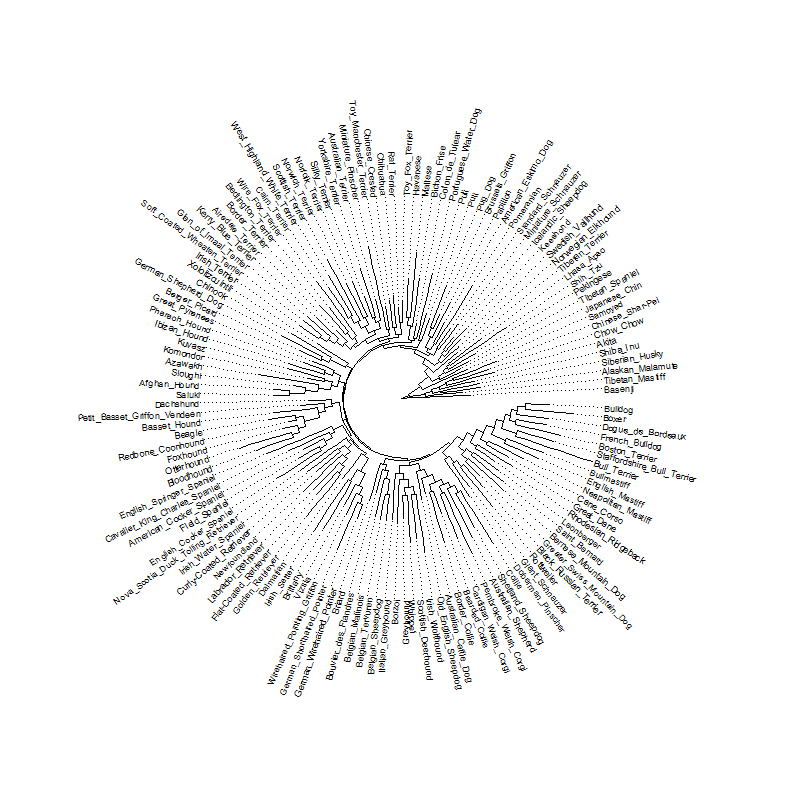 Rat_Terrier
Toy_Fox_Terrier
Havanese
Maltese
Bichon_Frise
Coton_de_Tulear
Portuguese_Water_Dog
Puli
Pug_Dog
Brussels_Griffon
Papillon
American_Eskimo_Dog
Pomeranian
Standard_Schnauzer
Miniature_Schnauzer
Icelandic_Sheepdog
Keeshond
Swedish_Vallhund
Norwegian_Elkhound
Tibetan_Terrier
Lhasa_Apso
Shih_Tzu
Pekingese
Tibetan_Spaniel
Japanese_Chin
Samoyed
Chinese_Shar-Pei
Chow_Chow
Akita
Shiba_Inu
Siberian_Husky
Alaskan_Malamute
Tibetan_Mastiff
Basenji
Bulldog
Boxer
Dogue_de_Bordeaux
French_Bulldog
Boston_Terrier
Staffordshire_Bull_Terrier
Bull_Terrier
Bullmastiff
English_Mastiff
Neapolitan_Mastiff
Cane_Corso
Great_Dane
Rhodesian_Ridgeback
Leonberger
Saint_Bernard
Bernese_Mountain_Dog
Greater_Swiss_Mountain_Dog
Black_Russian_Terrier
Rottweiler
Giant_Schnauzer
Doberman_Pinscher
Collie
Shetland_Sheepdog
Australian_Shepherd
Pembroke_Welsh_Corgi
Cardigan_Welsh_Corgi
Bearded_Collie
Border_Collie
Australian_Cattle_Dog
Old_English_Sheepdog
Irish_Wolfhound
Scottish_Deerhound
Whippet
Greyhound
Borzoi
Italian_Greyhound
Belgian_Sheepdog
Belgian_Tervuren
Belgian_Malinois
Bouvier_des_Flandres
Briard
German_Wirehaired_Pointer
German_Shorthaired_Pointer
Wirehaired_Pointing_Griffon
Vizsla
Brittany
Irish_Setter
Dalmatian
Golden_Retriever
Flat-Coated_Retriever
Labrador_Retriever
Newfoundland
Curly-Coated_Retriever
Irish_Water_Spaniel
Nova_Scotia_Duck_Tolling_Retriever
English_Cocker_Spaniel
Field_Spaniel
American_Cocker_Spaniel
Cavalier_King_Charles_Spaniel
English_Springer_Spaniel
Bloodhound
Otterhound
Foxhound
Redbone_Coonhound
Beagle
Basset_Hound
Petit_Basset_Griffon_Vendeen
Dachshund
Saluki
Afghan_Hound
Sloughi
Azawakh
Komondor
Kuvasz
Ibizan_Hound
Pharaoh_Hound
Great_Pyrenees
Berger_Picard
German_Shepherd_Dog
Chinook
Xoloitzcuintli
Irish_Terrier
Soft_Coated_Wheaten_Terrier
Glen_of_Imaal_Terrier
Kerry_Blue_Terrier
Airedale_Terrier
Border_Terrier
Bedlington_Terrier
Wire_Fox_Terrier
Cairn_Terrier
West_Highland_White_Terrier
Scottish_Terrier
Norwich_Terrier
Norfolk_Terrier
Silky_Terrier
Yorkshire_Terrier
Australian_Terrier
Miniature_Pinscher
Toy_Manchester_Terrier
Chinese_Crested
Chihuahua